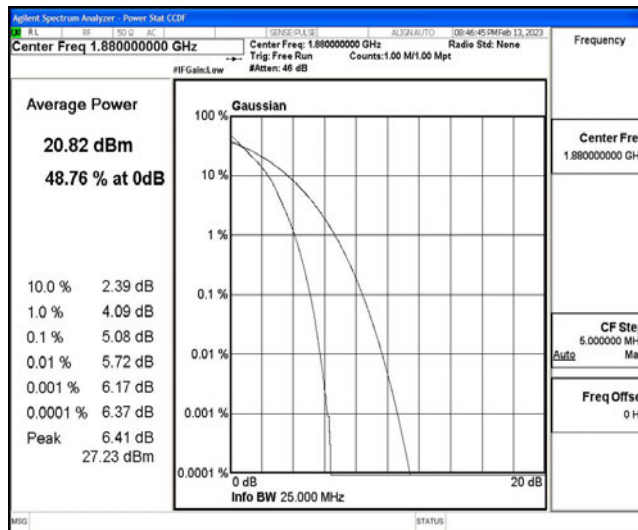 Agilent Spectrum Analyzer - Power Stat CCDF
RL RF 50 Ω AC SENSE:PULSE ALIGN AUTO 08:46:45 PM Feb 13, 2023
Center Freq 1.880000000 GHz
Center Freq: 1.880000000 GHz
Radio Std: None
Trig: Free Run Counts:1.00 M/1.00 Mpt
#IFGain:Low #Atten: 46 dB
Frequency
Average Power
20.82 dBm
48.76 % at 0dB
10.0 % 2.39 dB
1.0 % 4.09 dB
0.1 % 5.08 dB
0.01 % 5.72 dB
0.001 % 6.17 dB
0.0001 % 6.37 dB
Peak 6.41 dB
27.23 dBm
Gaussian
100 %
10 %
1 %
0.1 %
0.01 %
0.001 %
0.0001 %
0 dB 20 dB
Info BW 25.000 MHz
Center Fre
1.880000000 GH
CF Ste
5.000000 MH
Auto Ma
Freq Offse
0 H
MSG STATUS